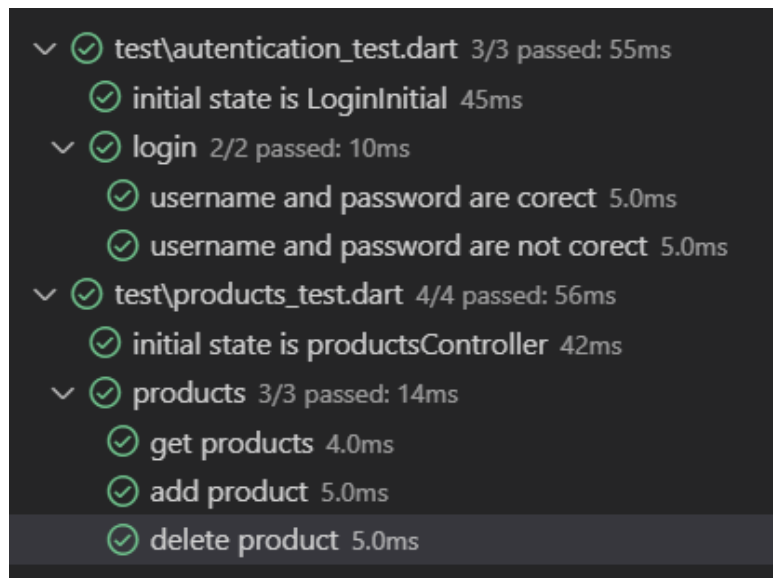 test\autentication_test.dart 3/3 passed: 55ms
initial state is LoginInitial 45ms
login 2/2 passed: 10ms
username and password are corect 5.0ms
username and password are not corect 5.0ms
test\products_test.dart 4/4 passed: 56ms
initial state is productsController 42ms
products 3/3 passed: 14ms
get products 4.0ms
add product 5.0ms
delete product 5.0ms